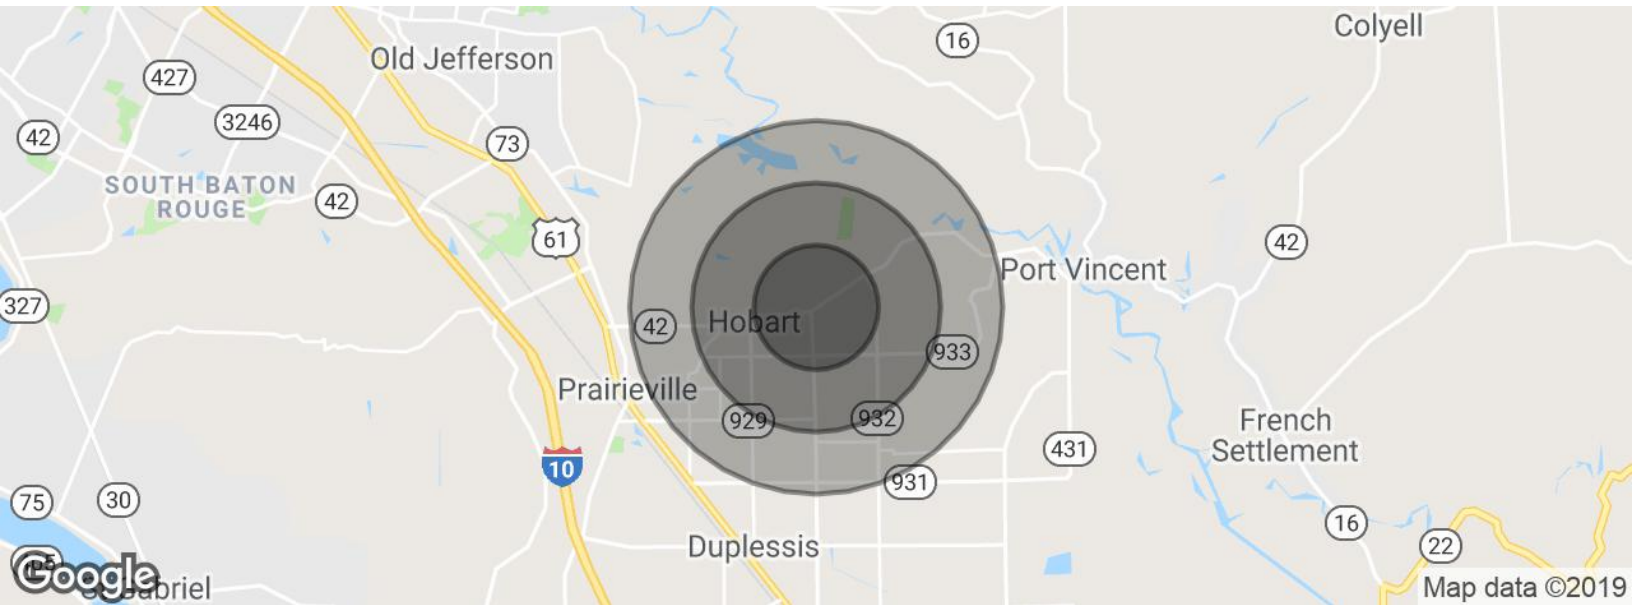 Colyell
16
Old Jefferson
427
3246
42
73
SOUTH BATON
ROUGE
42
61
42
Port Vincent
327
42
Hobart
933
Prairieville
929
932
French
Settlement
431
10
931
75
30
16
Duplessis
22
Google
Gabriel
Map data ©2019